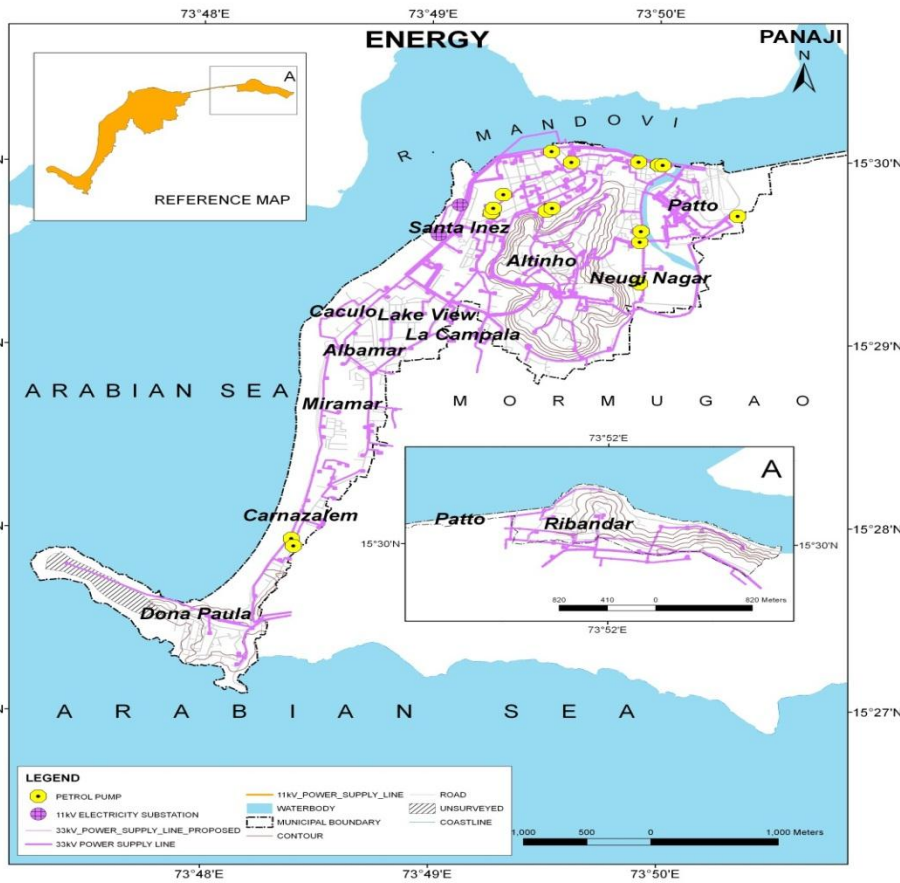 73°48'E 73°49'E 73°50'E
ENERGY
PANAJI
N
A
REFERENCE MAP
R. MANDOVI
15°30'N
Patto
Santa Inez
Altinho
Neugi Nagar
Caculo
Lake View
La Campala
Albamar
15°29'N
ARABIAN SEA
Miramar
MORMUGAO
73°52'E
A
Carnazalem
Patto
Ribandar
15°28'N
15°30'N
15°30'N
820 410 0 820 Meters
Dona Paula
73°52'E
ARABIAN SEA
15°27'N
LEGEND
PETROL PUMP
11kV ELECTRICITY SUBSTATION
33kV_POWER_SUPPLY_LINE_PROPOSED
33kV POWER SUPPLY LINE
11kV_POWER_SUPPLY_LINE
WATERBODY
MUNICIPAL BOUNDARY
CONTOUR
ROAD
UNSURVEYED
COASTLINE
1,000 500 0 1,000 Meters
73°48'E 73°49'E 73°50'E